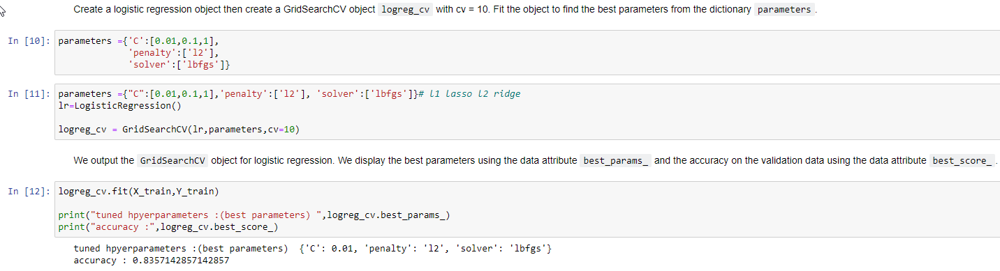 Create a logistic regression object then create a GridSearchCV object logreg_cv with cv = 10. Fit the object to find the best parameters from the dictionary parameters .
In [10]: parameters ={'C':[0.01,0.1,1],
'penalty':['l2'],
'solver':['lbfgs']}
In [11]: parameters ={"C":[0.01,0.1,1],'penalty':['l2'], 'solver':['lbfgs']}# l1 lasso l2 ridge
lr=LogisticRegression()
logreg_cv = GridSearchCV(lr,parameters,cv=10)
We output the GridSearchCV object for logistic regression. We display the best parameters using the data attribute best_params_ and the accuracy on the validation data using the data attribute best_score_ .
In [12]: logreg_cv.fit(X_train,Y_train)
print("tuned hpyerparameters :(best parameters) ",logreg_cv.best_params_)
print("accuracy :",logreg_cv.best_score_)
tuned hpyerparameters :(best parameters)  {'C': 0.01, 'penalty': 'l2', 'solver': 'lbfgs'}
accuracy : 0.8357142857142857